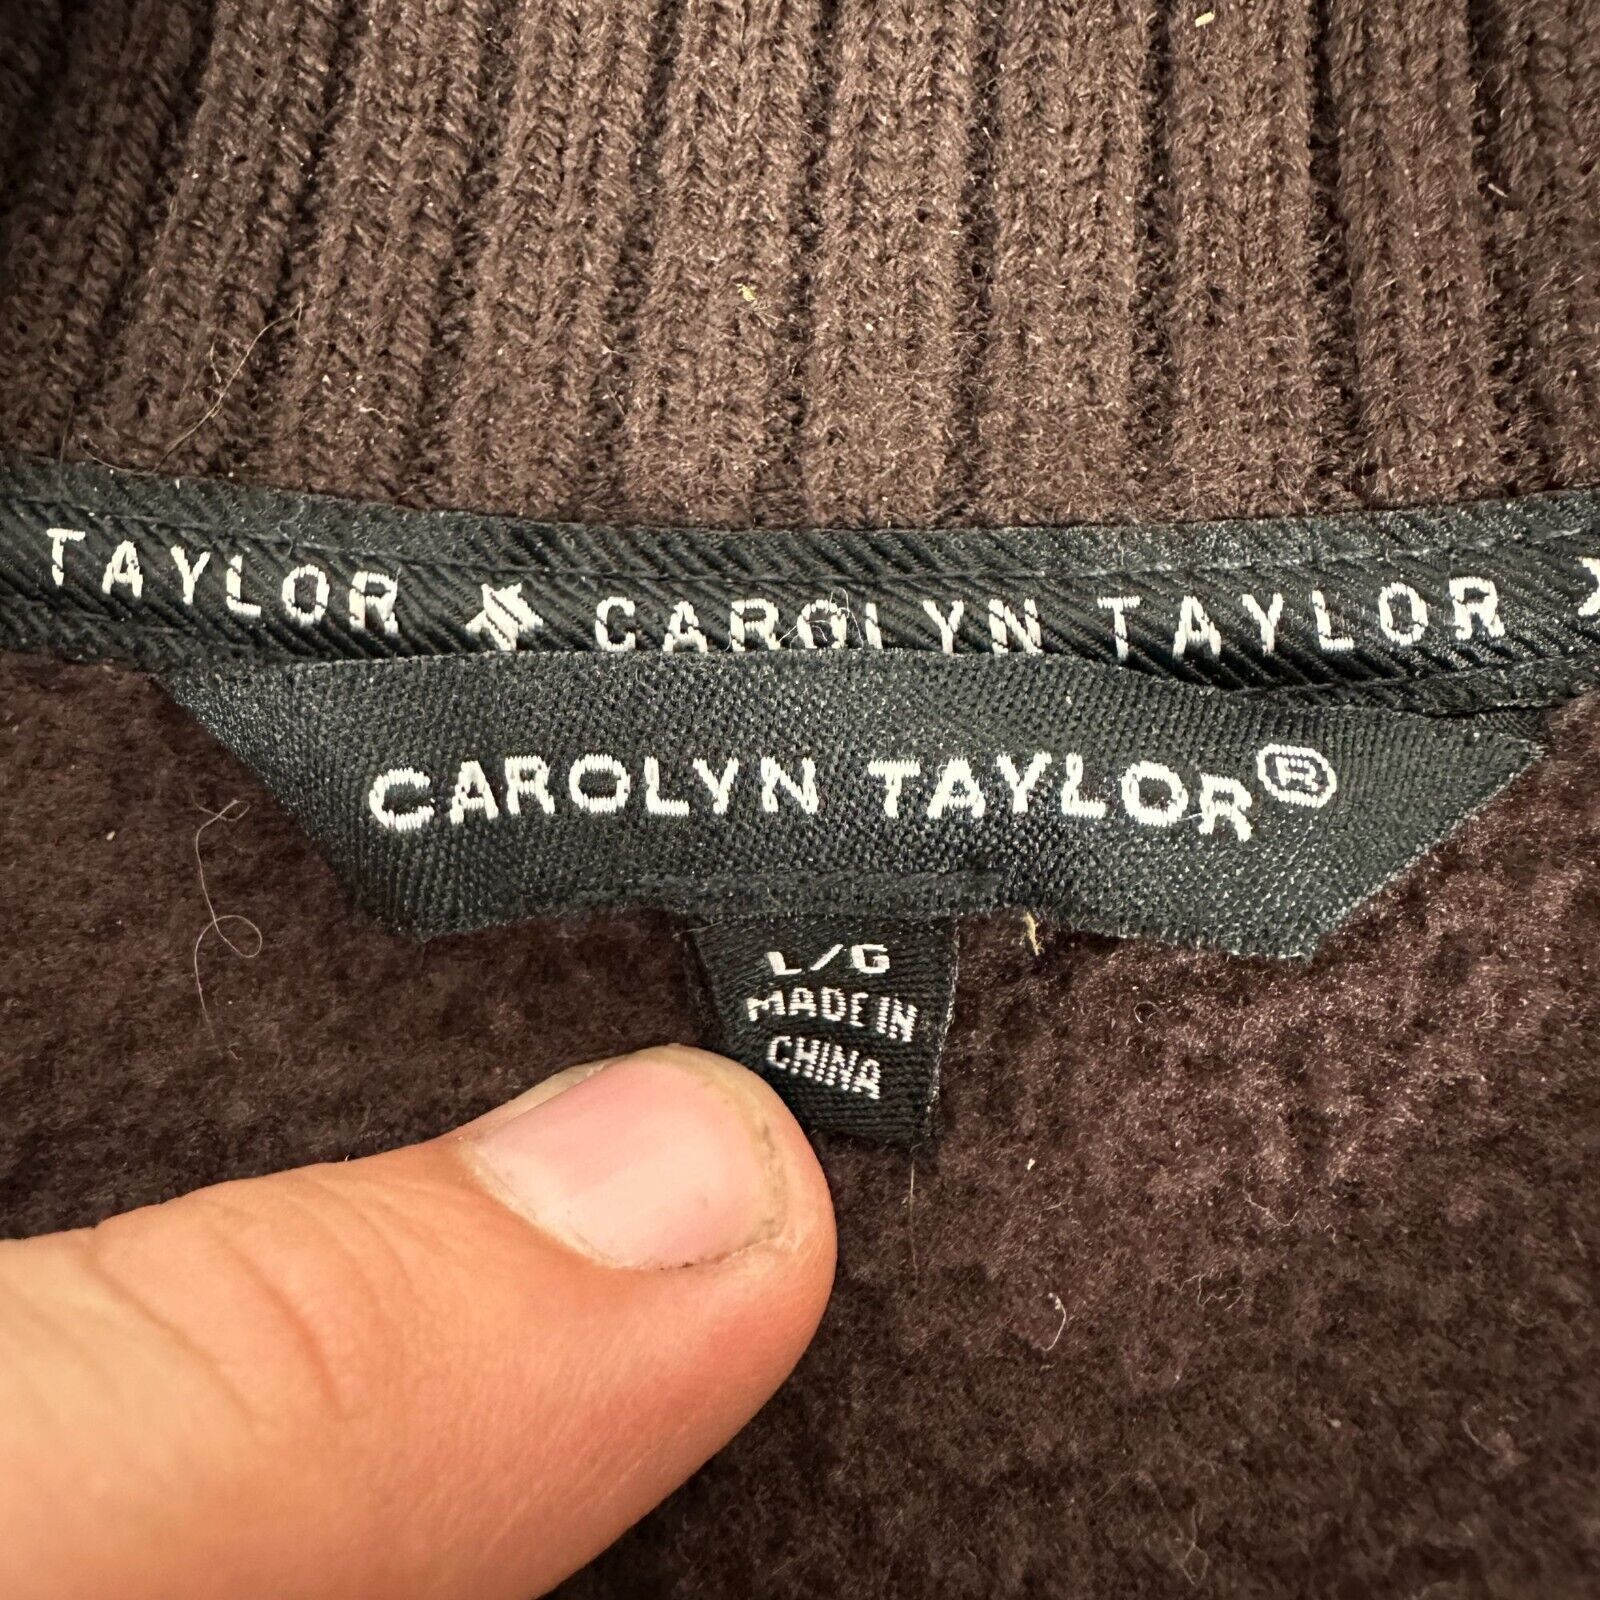 TAYLOR CAROLYN TAYLOR
CAROLYN TAYLOR®
L/G
MADE IN
CHINA